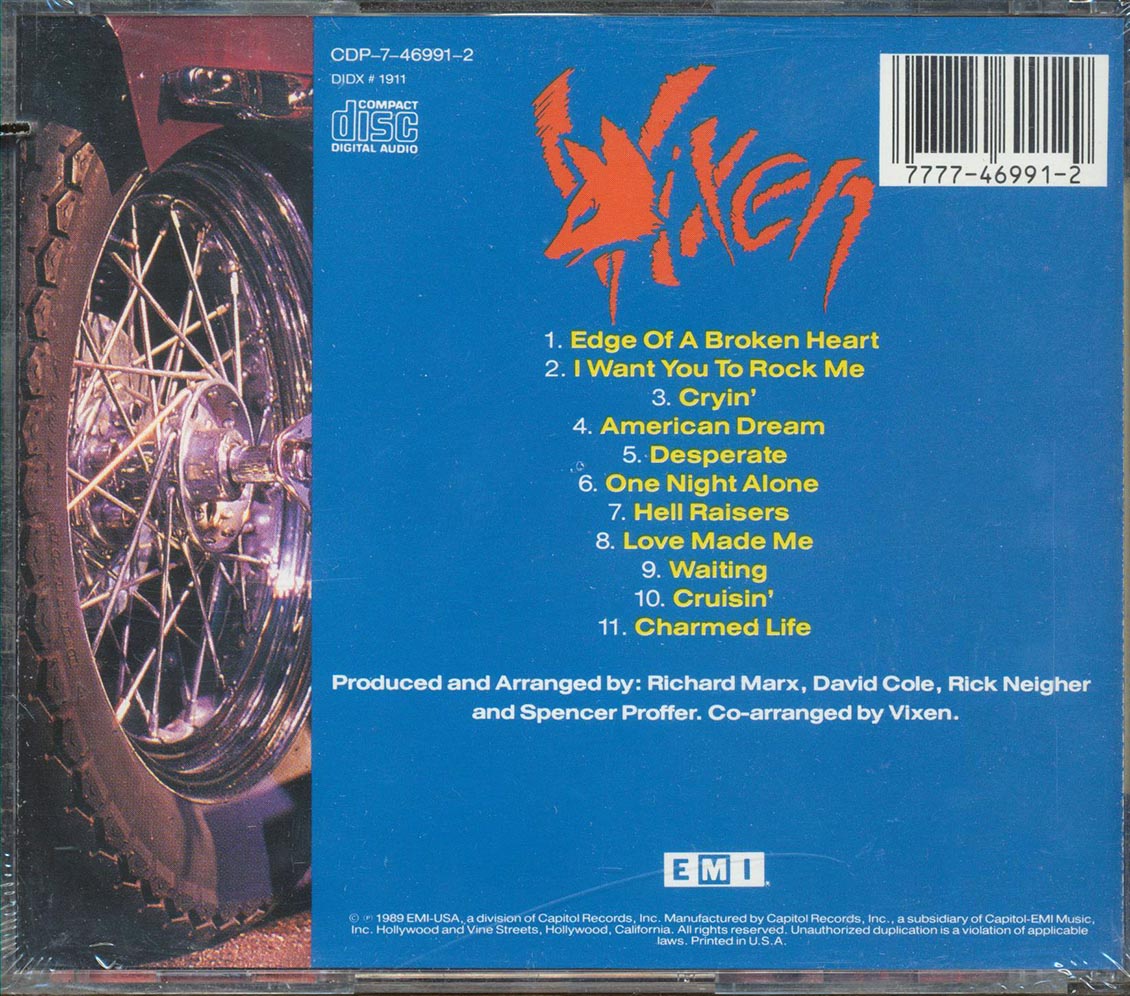 CDP-7-46991-2
DIDX # 1911
COMPACT
disc
DIGITAL AUDIO
Vixen
7777-46991-2
1. Edge Of A Broken Heart
2. I Want You To Rock Me
3. Cryin'
4. American Dream
5. Desperate
6. One Night Alone
7. Hell Raisers
8. Love Made Me
9. Waiting
10. Cruisin'
11. Charmed Life
Produced and Arranged by: Richard Marx, David Cole, Rick Neigher
and Spencer Proffer. Co-arranged by Vixen.
EMI
© ℗ 1989 EMI-USA, a division of Capitol Records, Inc. Manufactured by Capitol Records, Inc., a subsidiary of Capitol-EMI Music,
Inc. Hollywood and Vine Streets, Hollywood, California. All rights reserved. Unauthorized duplication is a violation of applicable
laws. Printed in U.S.A.